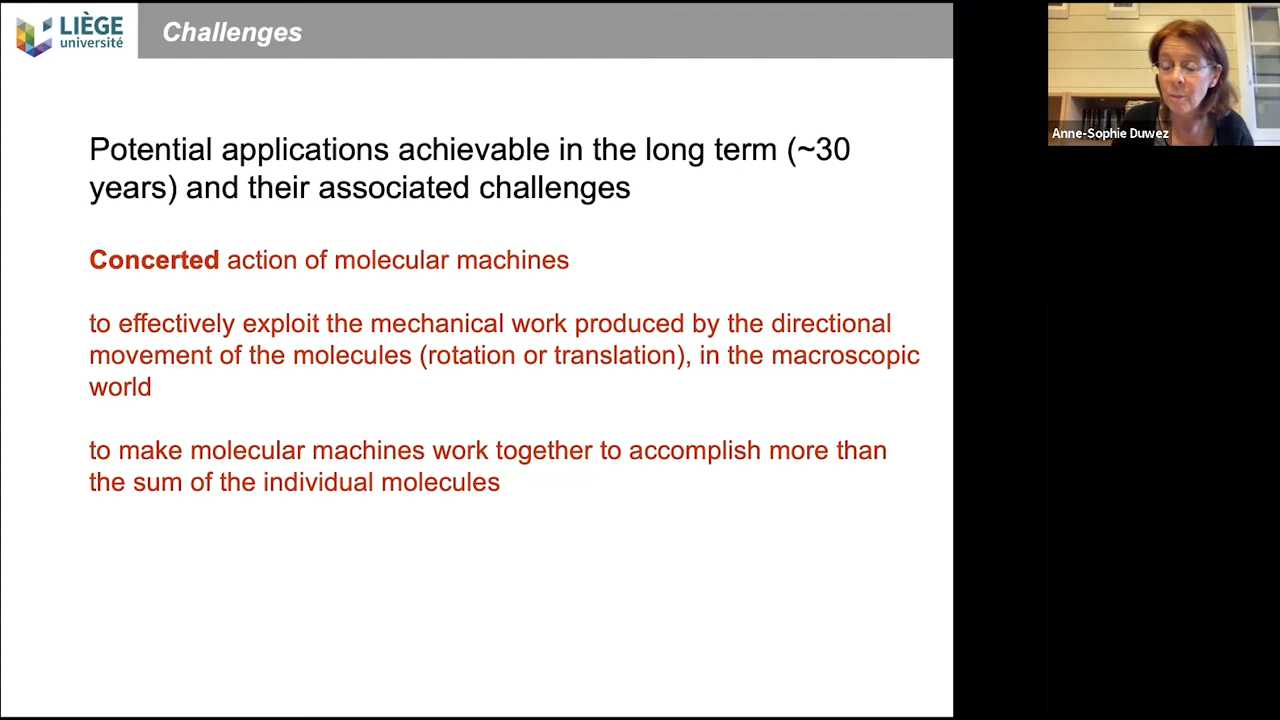 LIÈGE
université
Challenges
Potential applications achievable in the long term (~30
years) and their associated challenges
Concerted action of molecular machines
to effectively exploit the mechanical work produced by the directional
movement of the molecules (rotation or translation), in the macroscopic
world
to make molecular machines work together to accomplish more than
the sum of the individual molecules
Anne-Sophie Duwez